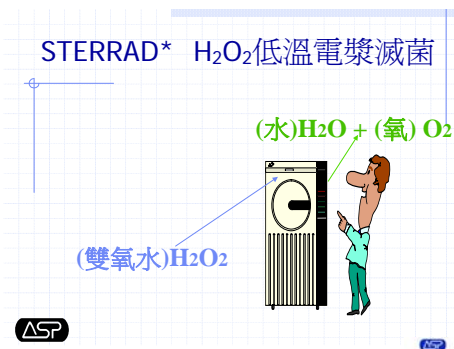 STERRAD* H₂O₂低溫電漿滅菌
(水)H2O + (氧) O2
(雙氧水)H2O2
ASP
ASP